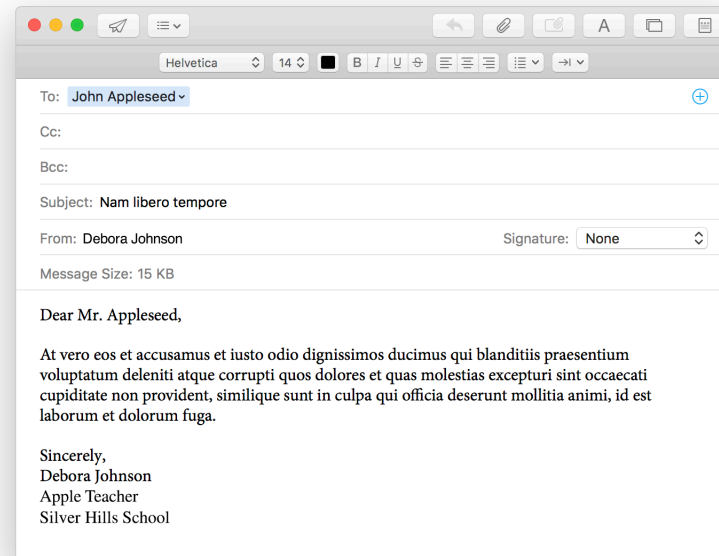 Helvetica 14 B I U S
To: John Appleseed
Cc:
Bcc:
Subject: Nam libero tempore
From: Debora Johnson Signature: None
Message Size: 15 KB
Dear Mr. Appleseed,
At vero eos et accusamus et iusto odio dignissimos ducimus qui blanditiis praesentium
voluptatum deleniti atque corrupti quos dolores et quas molestias excepturi sint occaecati
cupiditate non provident, similique sunt in culpa qui officia deserunt mollitia animi, id est
laborum et dolorum fuga.
Sincerely,
Debora Johnson
Apple Teacher
Silver Hills School